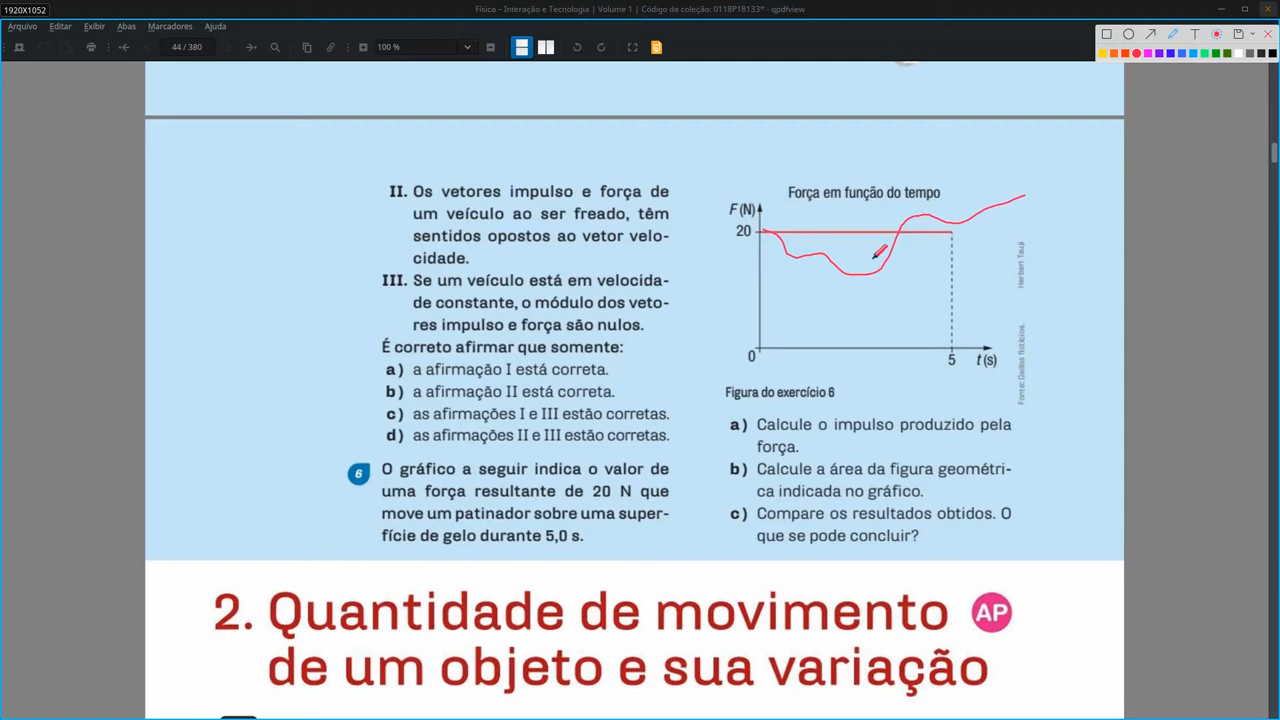 1920X1052
Física – Interação e Tecnologia | Volume 1 | Código da coleção: 0118P18133* - qpdfview
Arquivo Editar Exibir Abas Marcadores Ajuda
44 / 380
100 %
T
II. Os vetores impulso e força de
um veículo ao ser freado, têm
sentidos opostos ao vetor velo-
cidade.
III. Se um veículo está em velocida-
de constante, o módulo dos veto-
res impulso e força são nulos.
É correto afirmar que somente:
a) a afirmação I está correta.
b) a afirmação II está correta.
c) as afirmações I e III estão corretas.
d) as afirmações II e III estão corretas.
6 O gráfico a seguir indica o valor de
uma força resultante de 20 N que
move um patinador sobre uma super-
fície de gelo durante 5,0 s.
Força em função do tempo
F (N)
20
0
5
t (s)
Herbert Tsuji
Fonte: Dados fictícios.
Figura do exercício 6
a) Calcule o impulso produzido pela
força.
b) Calcule a área da figura geométri-
ca indicada no gráfico.
c) Compare os resultados obtidos. O
que se pode concluir?
2. Quantidade de movimento AP
de um objeto e sua variação